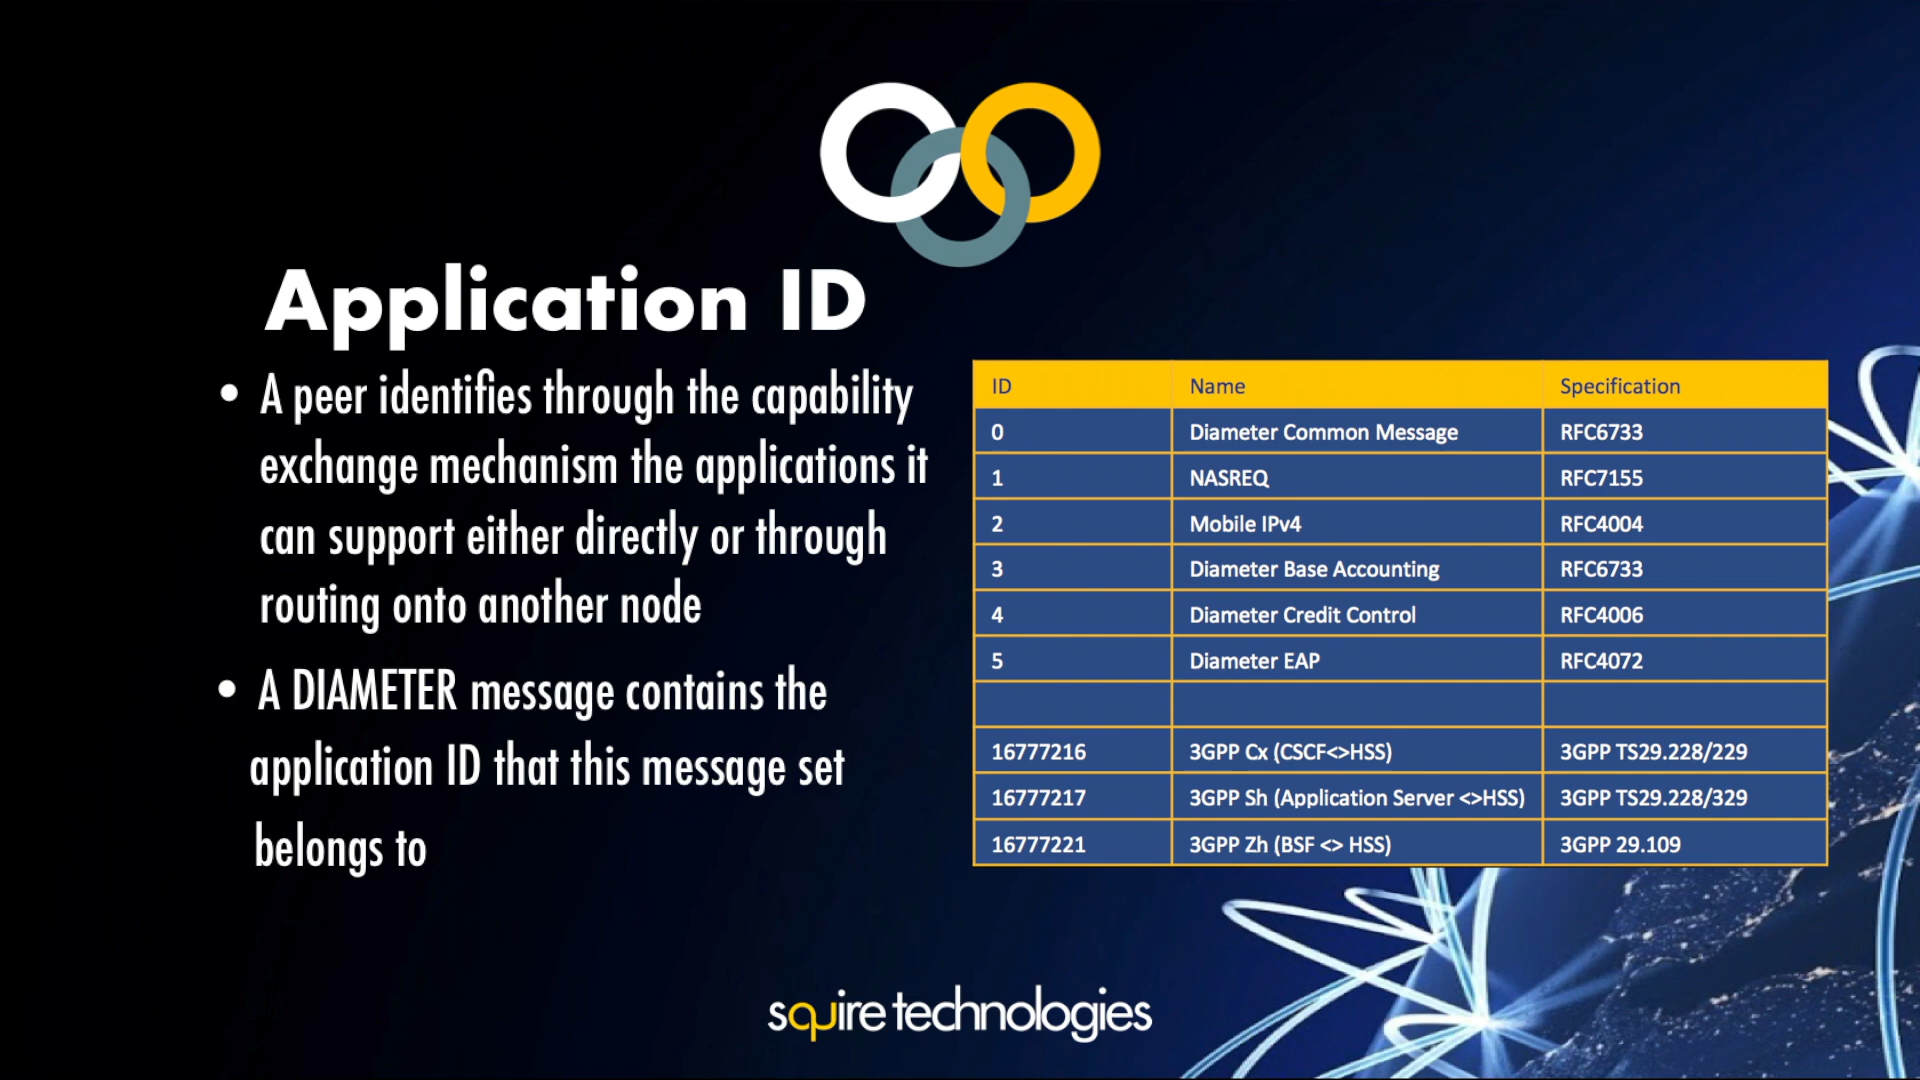 Application ID
• A peer identifies through the capability
exchange mechanism the applications it
can support either directly or through
routing onto another node
• A DIAMETER message contains the
application ID that this message set
belongs to
ID Name Specification
0 Diameter Common Message RFC6733
1 NASREQ RFC7155
2 Mobile IPv4 RFC4004
3 Diameter Base Accounting RFC6733
4 Diameter Credit Control RFC4006
5 Diameter EAP RFC4072
16777216 3GPP Cx (CSCF<>HSS) 3GPP TS29.228/229
16777217 3GPP Sh (Application Server <>HSS) 3GPP TS29.228/329
16777221 3GPP Zh (BSF <> HSS) 3GPP 29.109
squire technologies